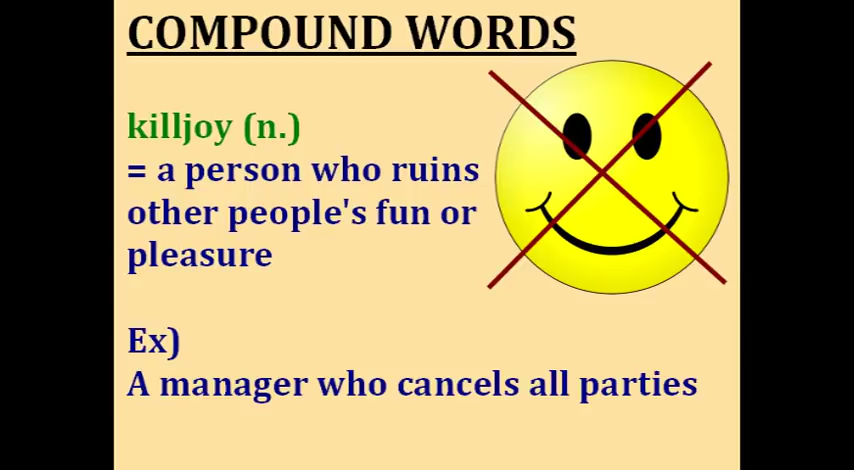 COMPOUND WORDS
killjoy (n.)
= a person who ruins
other people's fun or
pleasure
Ex)
A manager who cancels all parties